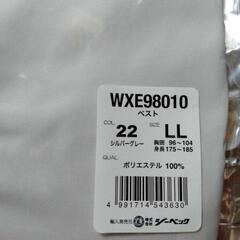 WXE98010
ベスト
COL. SIZE
22 LL
シルバーグレー 胸囲 96～104
身長 175～185
QUAL.
ポリエステル 100%
4 991714 543630
輸入発売元 株式会社 シーベック